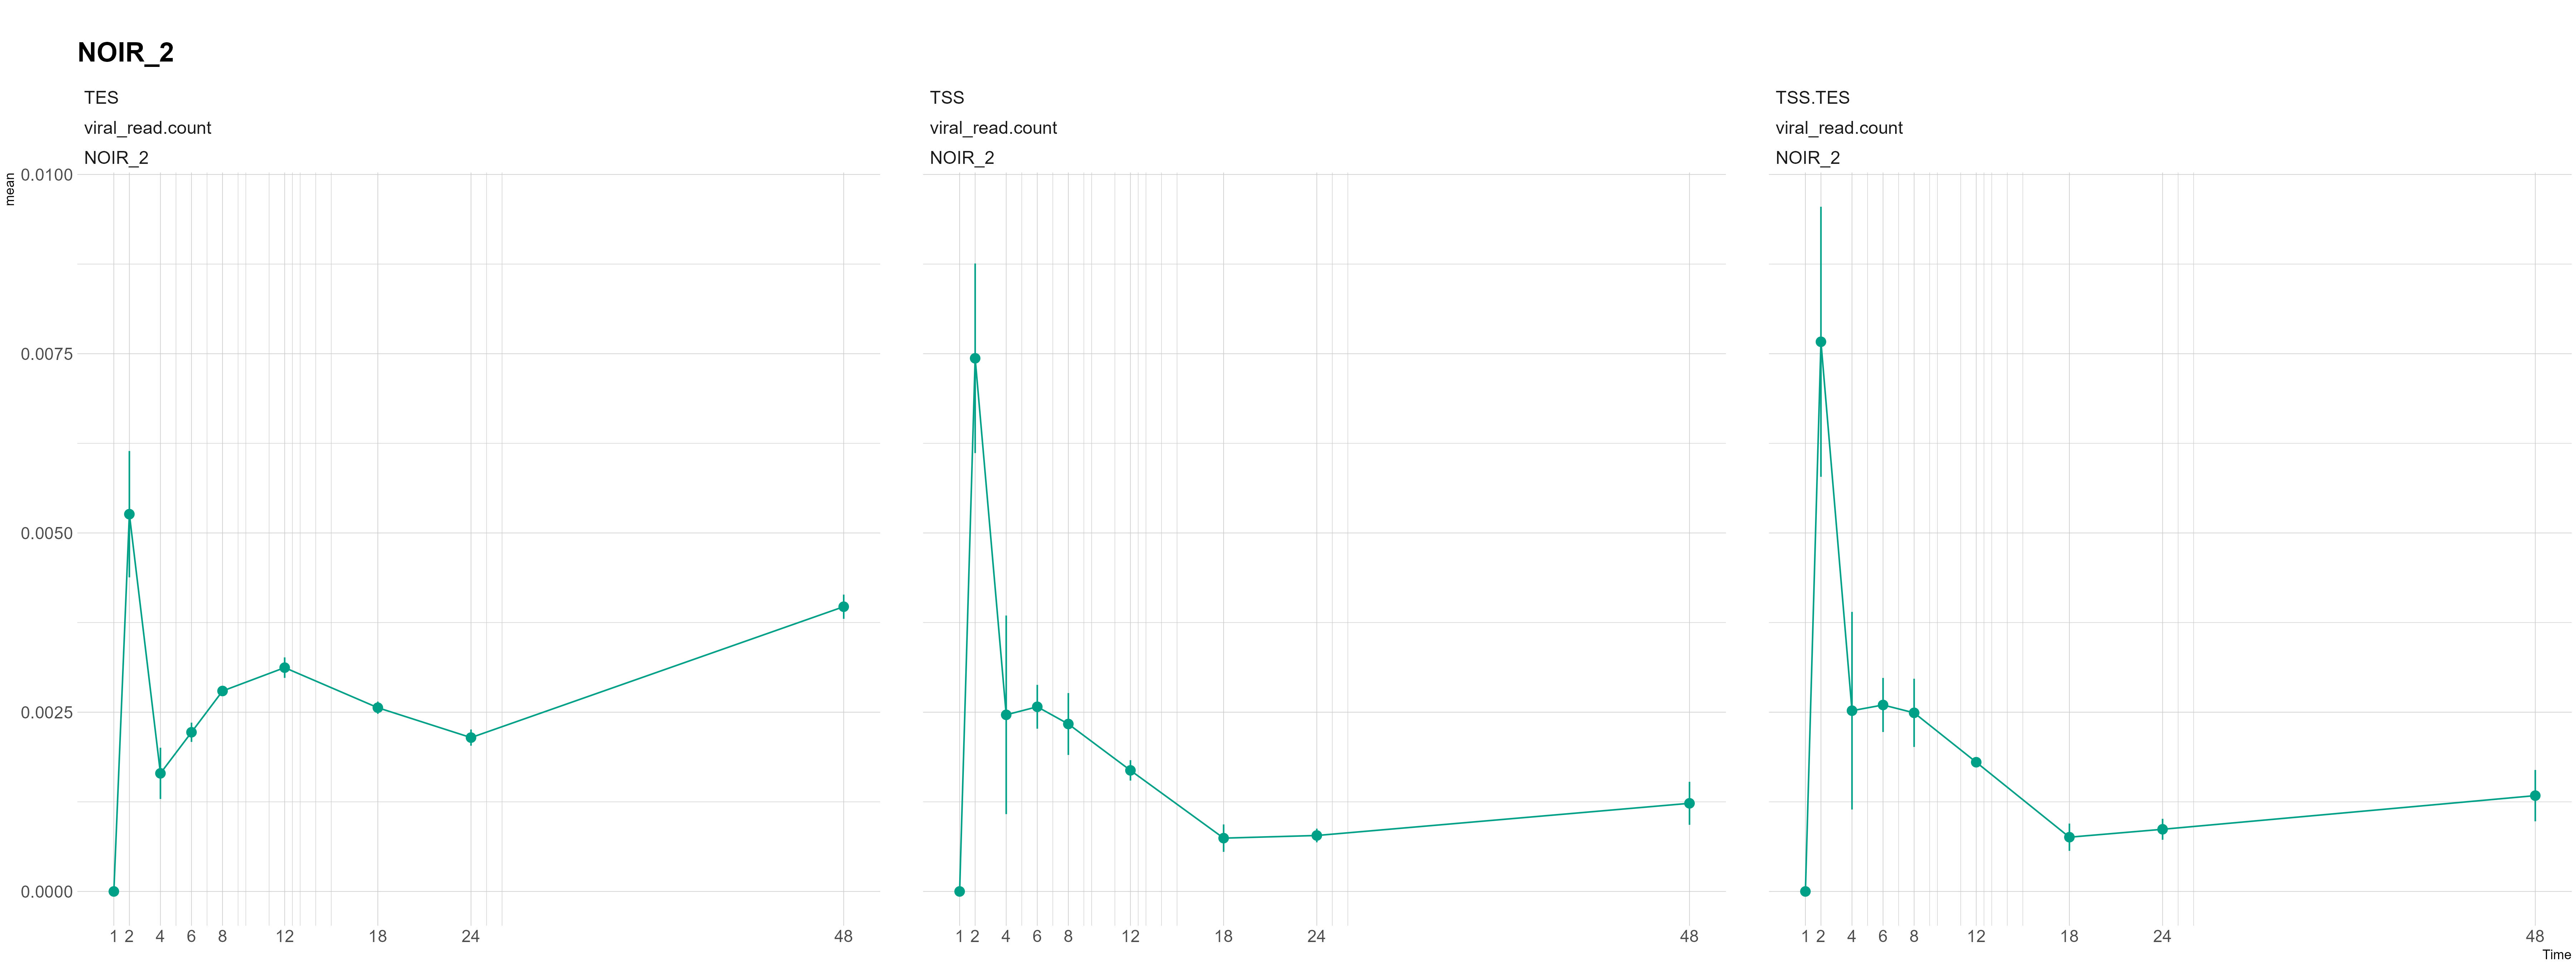 NOIR_2
TES
viral_read.count
NOIR_2
TSS
viral_read.count
NOIR_2
TSS.TES
viral_read.count
NOIR_2
mean
0.0100
0.0075
0.0050
0.0025
0.0000
1 2 4 6 8 12 18 24 48
1 2 4 6 8 12 18 24 48
1 2 4 6 8 12 18 24 48
Time